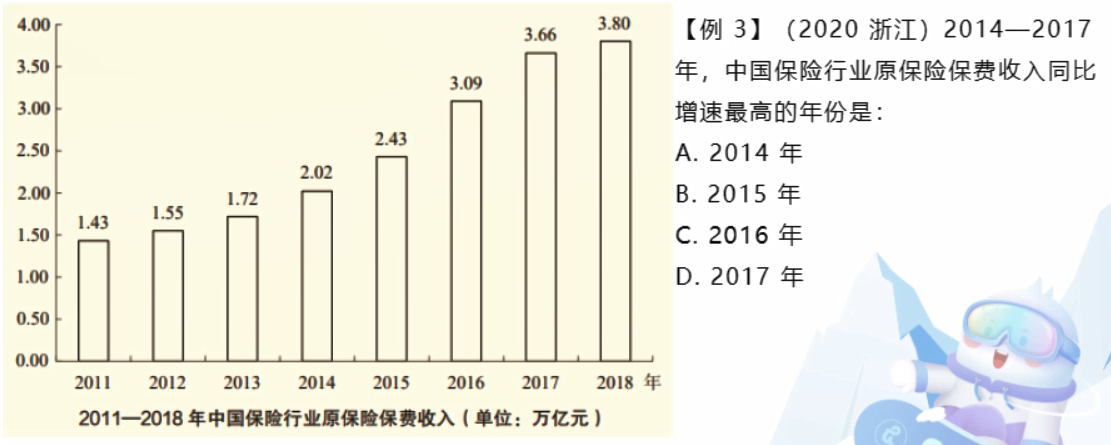 4.00
3.50
3.00
2.50
2.00
1.50
1.00
0.50
0.00
1.43
1.55
1.72
2.02
2.43
3.09
3.66
3.80
2011 2012 2013 2014 2015 2016 2017 2018 年
2011—2018 年中国保险行业原保险保费收入（单位：万亿元）
【例 3】（2020 浙江）2014—2017
年，中国保险行业原保险保费收入同比
增速最高的年份是：
A. 2014 年
B. 2015 年
C. 2016 年
D. 2017 年